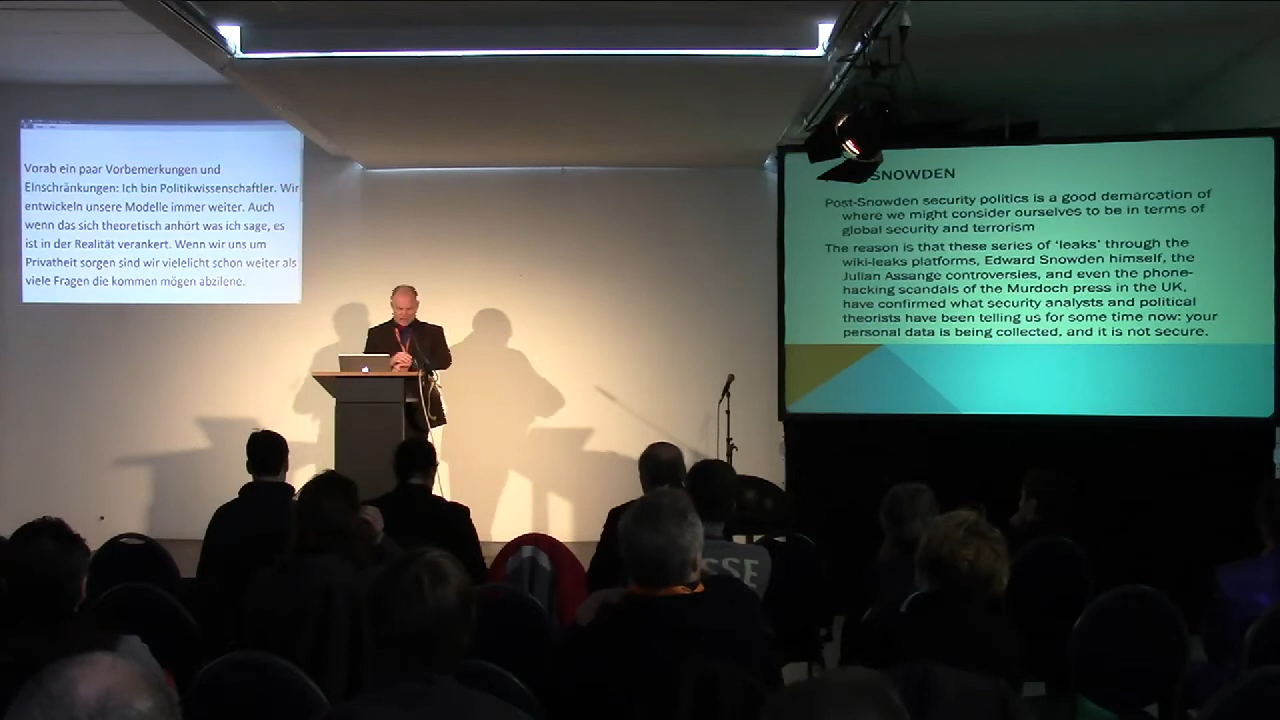 Vorab ein paar Vorbemerkungen und
EInschränkungen: Ich bin Politikwissenschaftler. Wir
entwickeln unsere Modelle immer weiter. Auch
wenn das sich theoretisch anhört was ich sage, es
ist in der Realität verankert. Wenn wir uns um
Privatheit sorgen sind wir vielelicht schon weiter als
viele Fragen die kommen mögen abzilene.
SNOWDEN
Post-Snowden security politics is a good demarcation of
where we might consider ourselves to be in terms of
global security and terrorism
The reason is that these series of 'leaks' through the
wiki-leaks platforms, Edward Snowden himself, the
Julian Assange controversies, and even the phone-
hacking scandals of the Murdoch press in the UK,
have confirmed what security analysts and political
theorists have been telling us for some time now: your
personal data is being collected, and it is not secure.
SSE